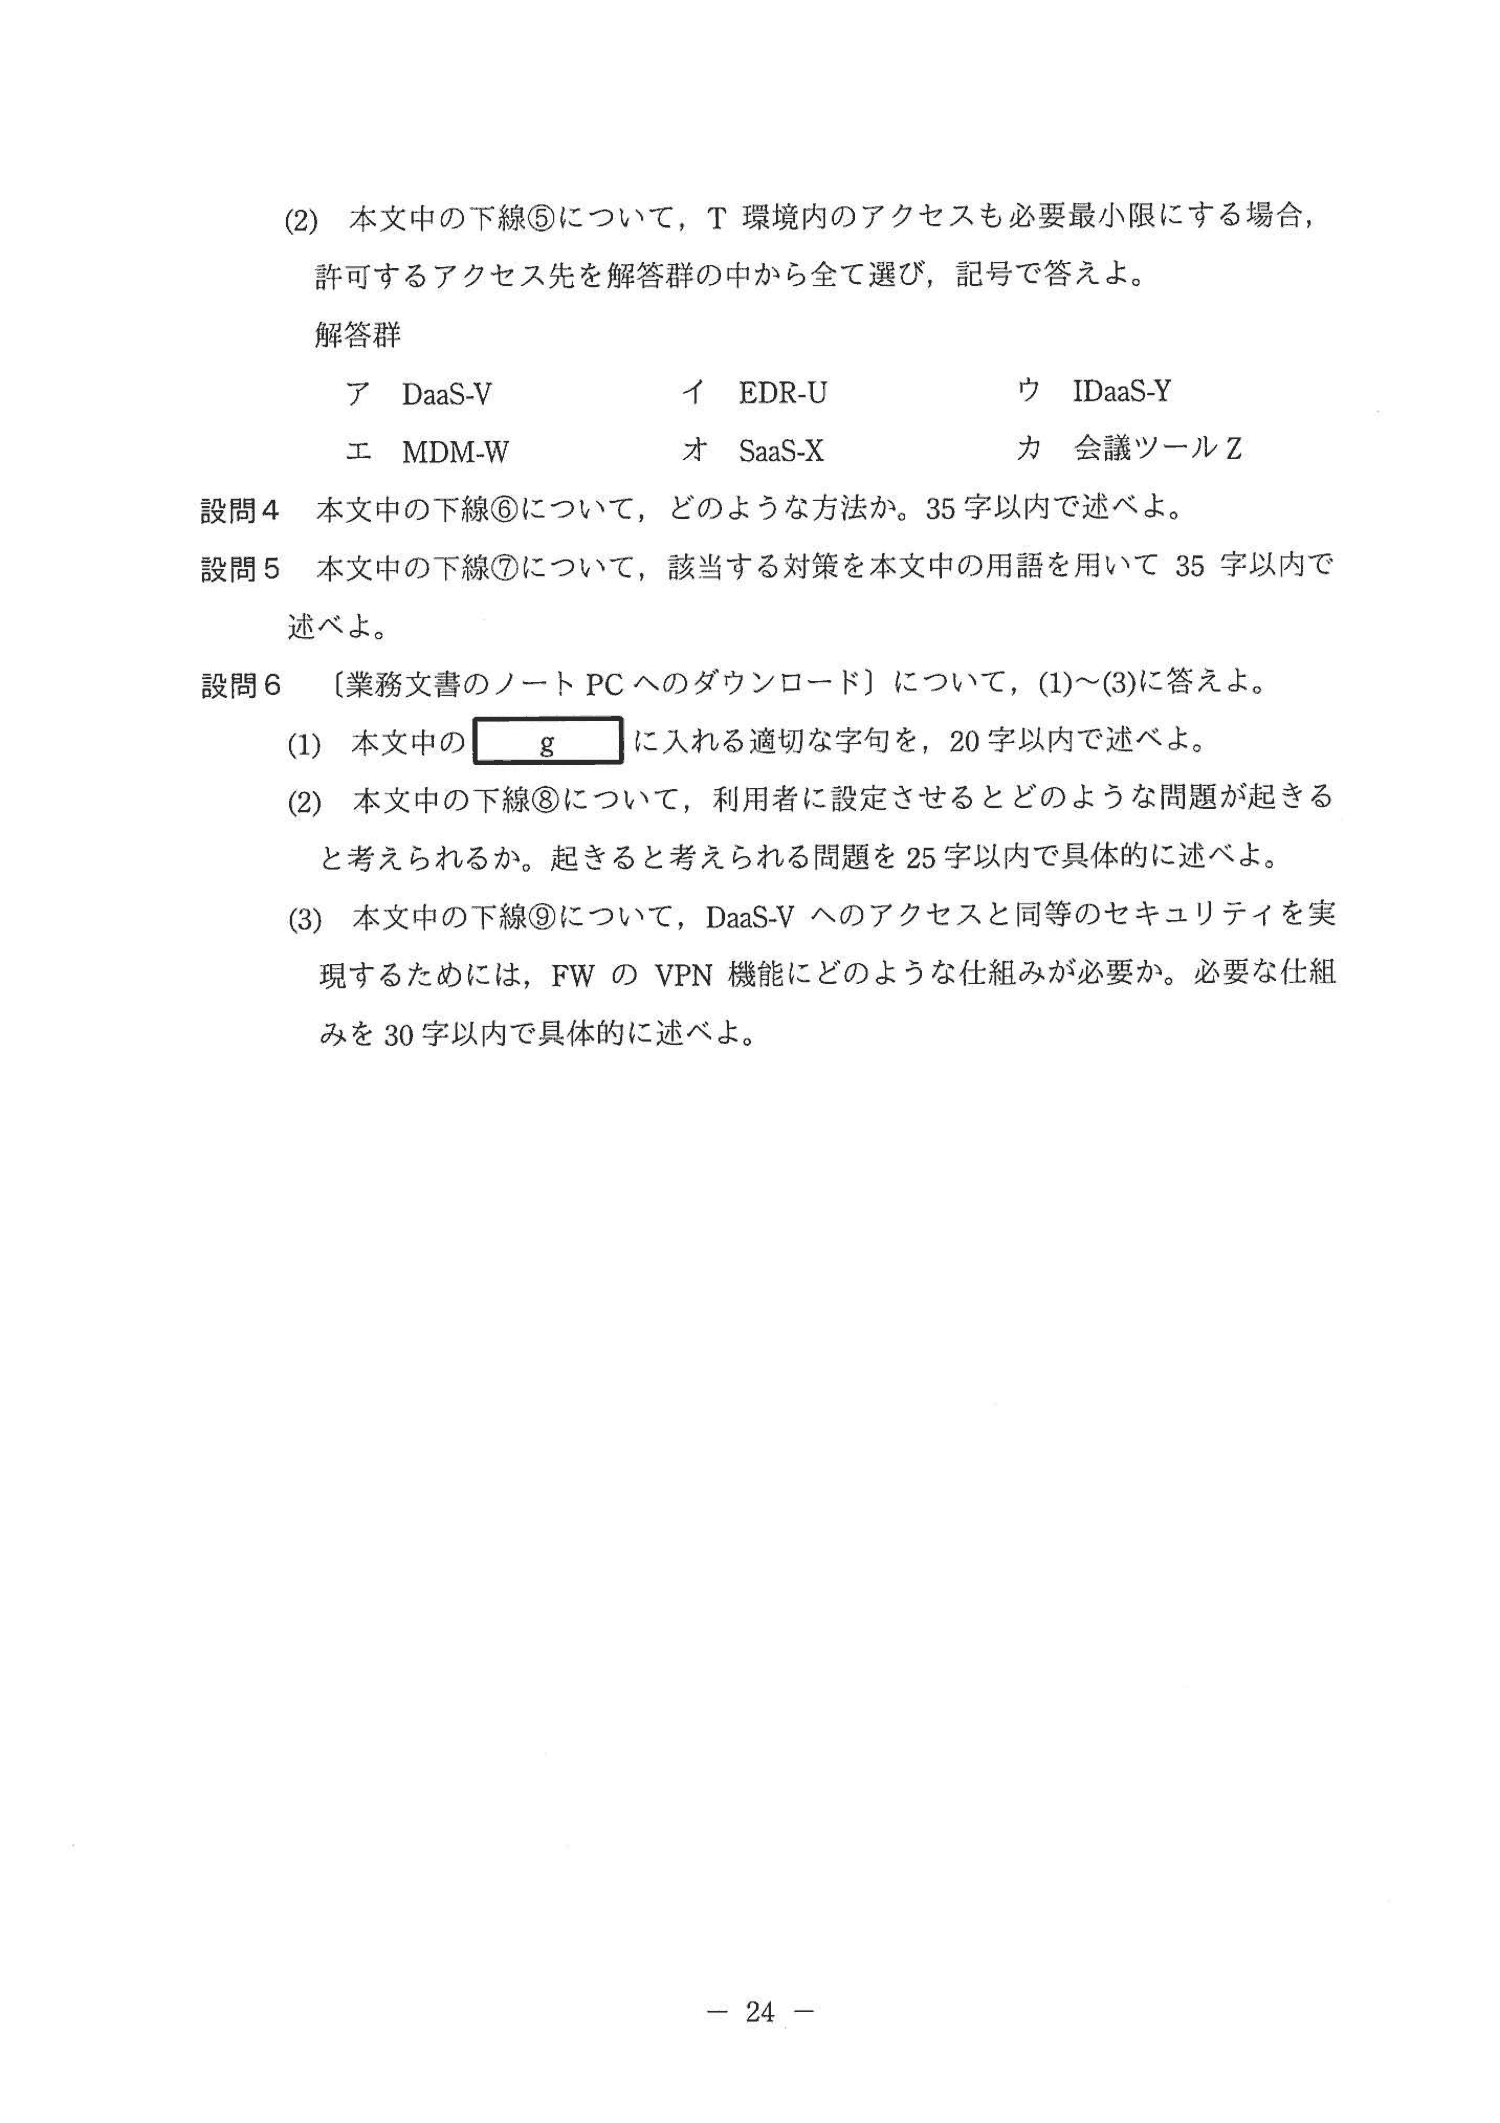 (2) 本文中の下線⑤について，T 環境内のアクセスも必要最小限にする場合，
許可するアクセス先を解答群の中から全て選び，記号で答えよ。
解答群
ア DaaS-V イ EDR-U ウ IDaaS-Y
エ MDM-W オ SaaS-X カ 会議ツール Z
設問4 本文中の下線⑥について，どのような方法か。35 字以内で述べよ。
設問5 本文中の下線⑦について，該当する対策を本文中の用語を用いて 35 字以内で
述べよ。
設問6 〔業務文書のノート PC へのダウンロード〕について，(1)～(3)に答えよ。
(1) 本文中の g に入れる適切な字句を，20 字以内で述べよ。
(2) 本文中の下線⑧について，利用者に設定させるとどのような問題が起きる
と考えられるか。起きると考えられる問題を 25 字以内で具体的に述べよ。
(3) 本文中の下線⑨について，DaaS-V へのアクセスと同等のセキュリティを実
現するためには，FW の VPN 機能にどのような仕組みが必要か。必要な仕組
みを 30 字以内で具体的に述べよ。
－ 24 －